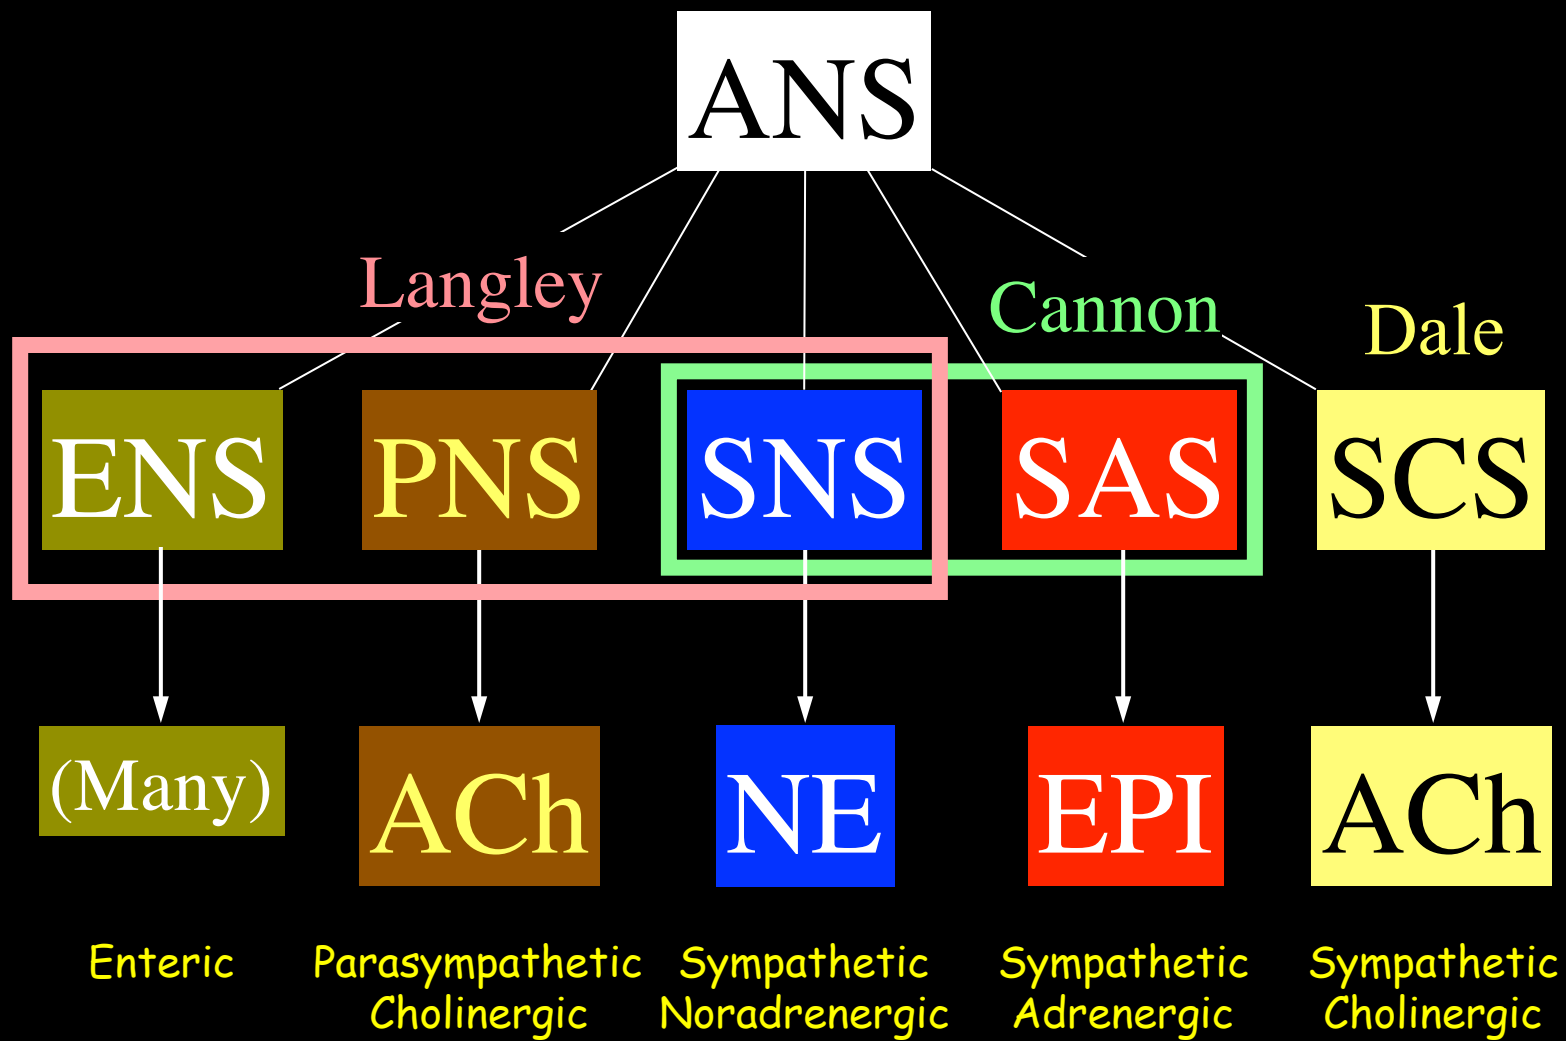 ANS
Langley
Cannon
Dale
ENS
PNS
SNS
SAS
SCS
(Many)
ACh
NE
EPI
ACh
Enteric
Parasympathetic
Cholinergic
Sympathetic
Noradrenergic
Sympathetic
Adrenergic
Sympathetic
Cholinergic